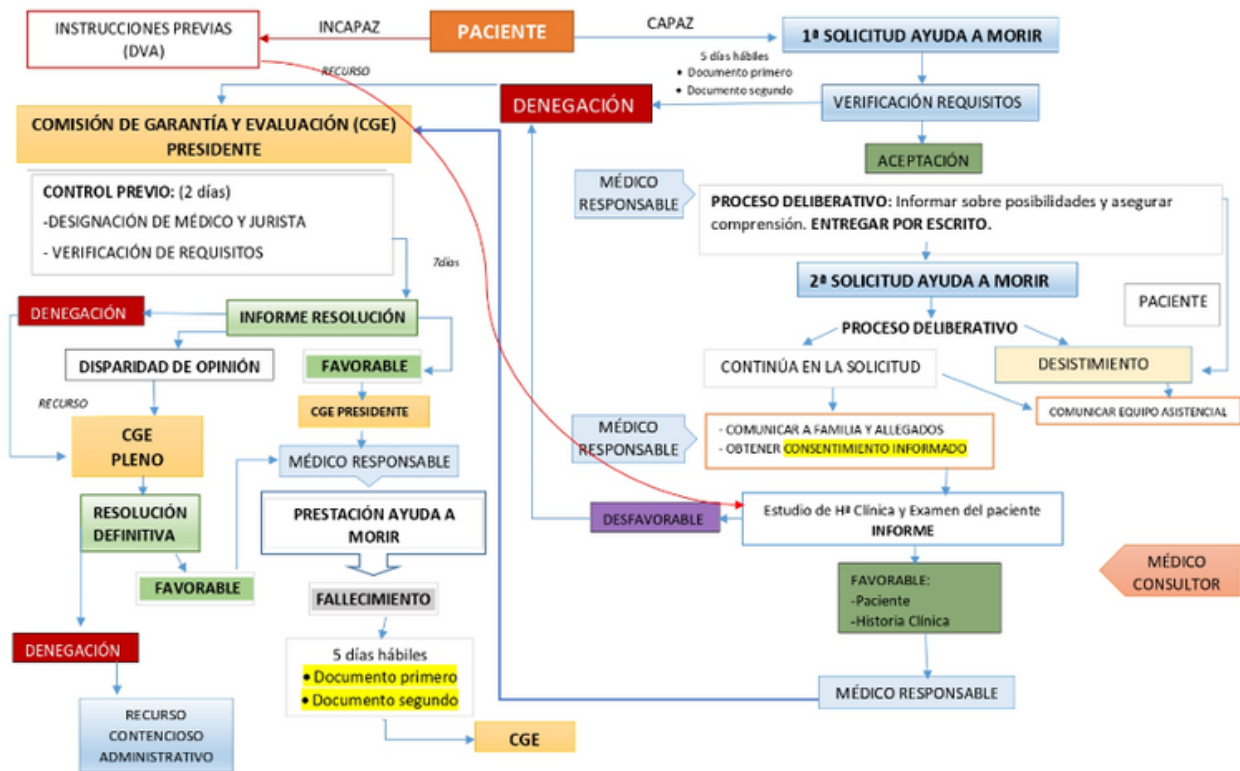 INSTRUCCIONES PREVIAS
(DVA)
INCAPAZ
PACIENTE
CAPAZ
1ª SOLICITUD AYUDA A MORIR
5 días hábiles
• Documento primero
• Documento segundo
RECURSO
DENEGACIÓN
VERIFICACIÓN REQUISITOS
COMISIÓN DE GARANTÍA Y EVALUACIÓN (CGE)
PRESIDENTE
ACEPTACIÓN
CONTROL PREVIO: (2 días)
-DESIGNACIÓN DE MÉDICO Y JURISTA
- VERIFICACIÓN DE REQUISITOS
MÉDICO
RESPONSABLE
PROCESO DELIBERATIVO: Informar sobre posibilidades y asegurar
comprensión. ENTREGAR POR ESCRITO.
7días
2ª SOLICITUD AYUDA A MORIR
PACIENTE
DENEGACIÓN
INFORME RESOLUCIÓN
PROCESO DELIBERATIVO
DISPARIDAD DE OPINIÓN
FAVORABLE
CONTINÚA EN LA SOLICITUD
DESISTIMIENTO
RECURSO
CGE PRESIDENTE
COMUNICAR EQUIPO ASISTENCIAL
CGE
PLENO
MÉDICO RESPONSABLE
MÉDICO
RESPONSABLE
- COMUNICAR A FAMILIA Y ALLEGADOS
- OBTENER CONSENTIMIENTO INFORMADO
RESOLUCIÓN
DEFINITIVA
PRESTACIÓN AYUDA A
MORIR
DESFAVORABLE
Estudio de Hª Clínica y Examen del paciente
INFORME
FAVORABLE
FALLECIMIENTO
FAVORABLE:
-Paciente
-Historia Clínica
MÉDICO
CONSULTOR
DENEGACIÓN
5 días hábiles
• Documento primero
• Documento segundo
MÉDICO RESPONSABLE
RECURSO
CONTENCIOSO
ADMINISTRATIVO
CGE